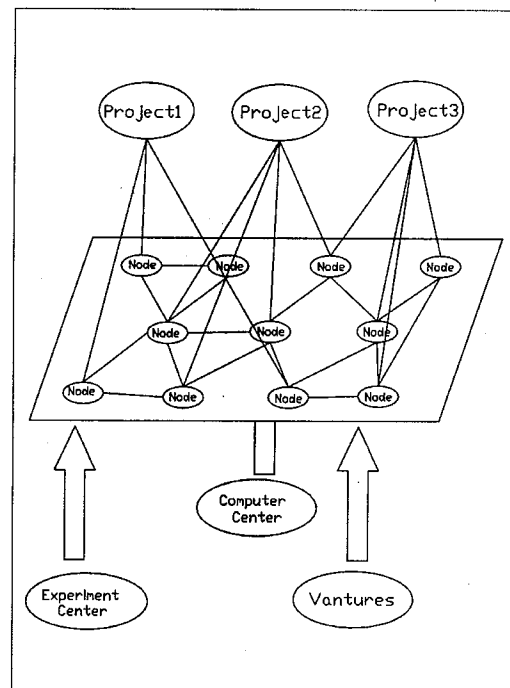 Project1 Project2 Project3
Node Node Node Node
Node Node Node
Node Node Node Node
Computer
Center
Experiment
Center
Vantures